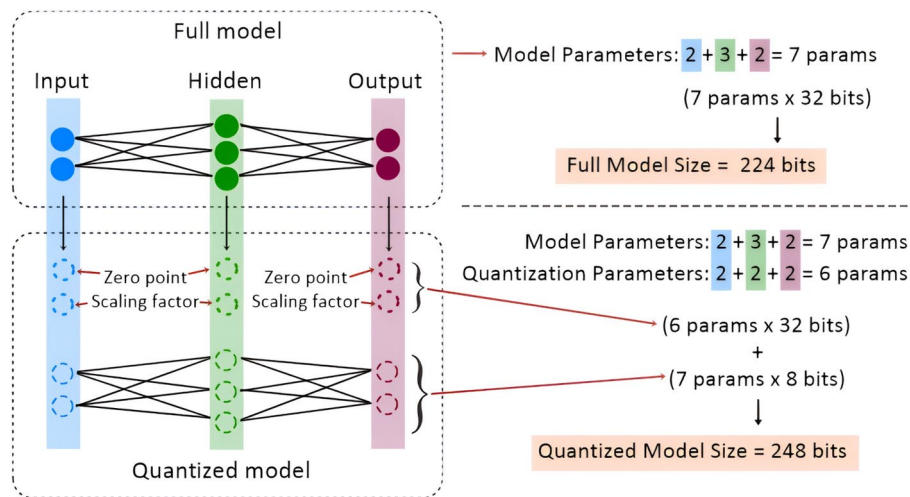 Full model
Input Hidden Output
Model Parameters: 2 + 3 + 2 = 7 params
(7 params x 32 bits)
Full Model Size = 224 bits
Model Parameters: 2 + 3 + 2 = 7 params
Quantization Parameters: 2 + 2 + 2 = 6 params
Zero point Zero point
Scaling factor Scaling factor
(6 params x 32 bits)
+
(7 params x 8 bits)
Quantized Model Size = 248 bits
Quantized model